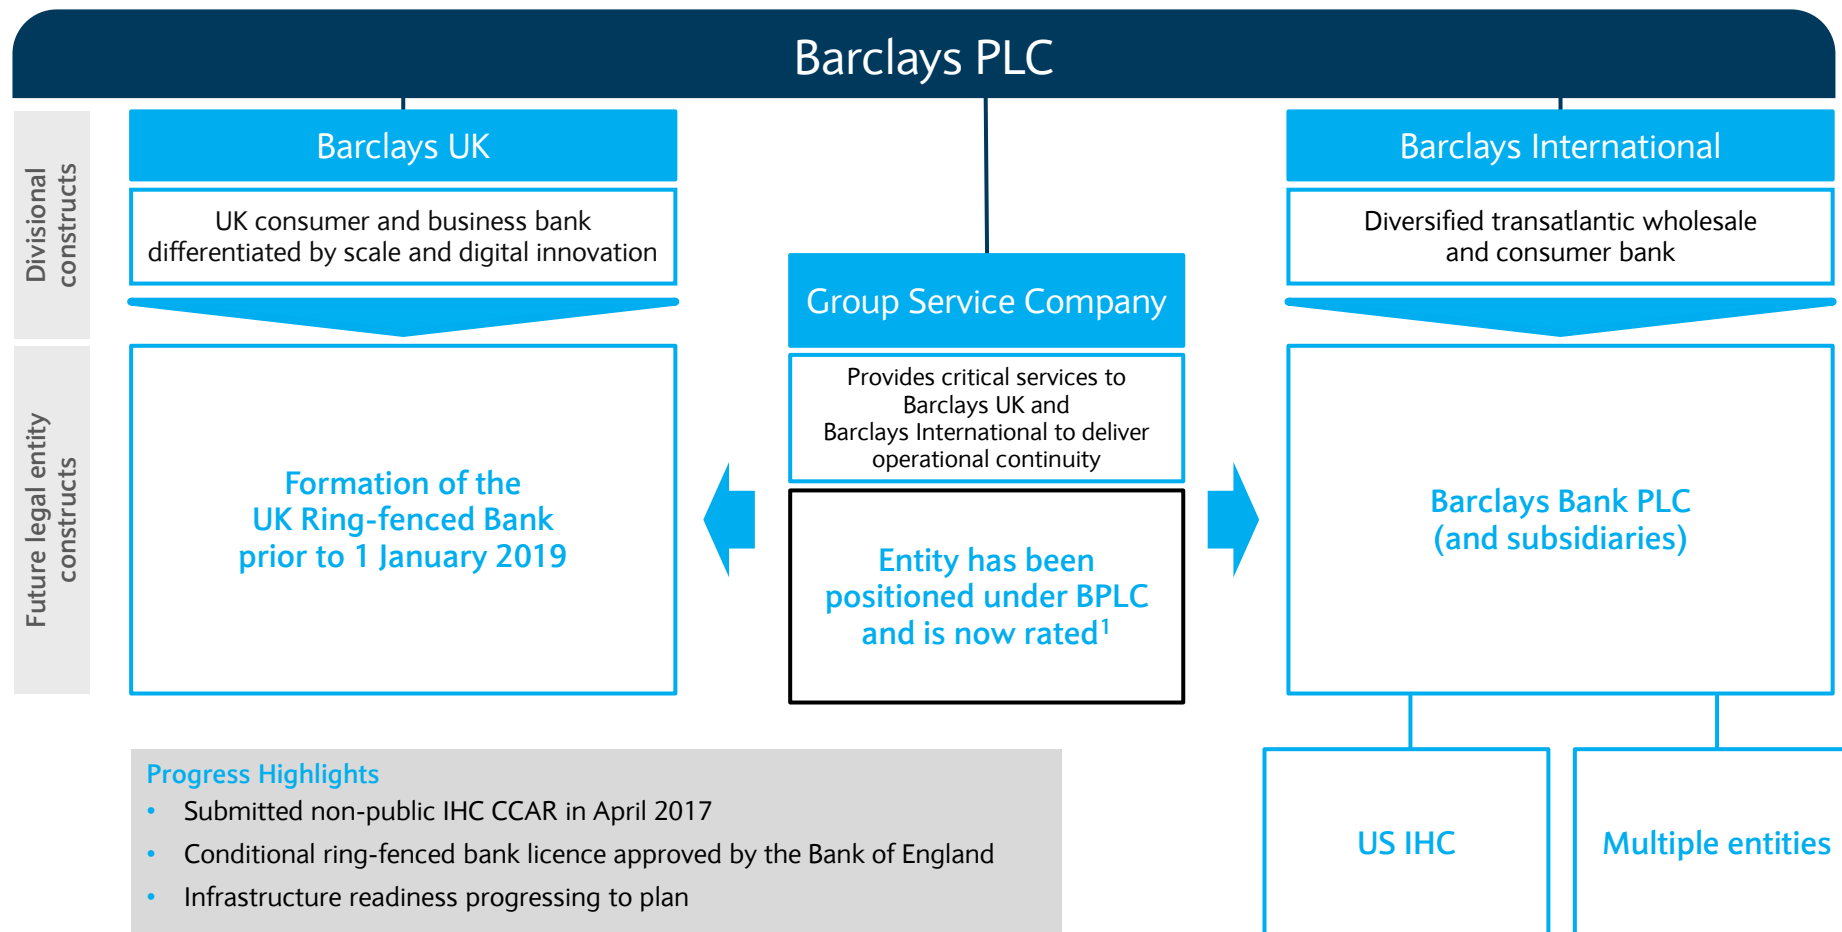 Barclays PLC
Divisional
constructs
Barclays UK
UK consumer and business bank
differentiated by scale and digital innovation
Group Service Company
Provides critical services to
Barclays UK and
Barclays International to deliver
operational continuity
Barclays International
Diversified transatlantic wholesale
and consumer bank
Future legal entity
constructs
Formation of the
UK Ring-fenced Bank
prior to 1 January 2019
Entity has been
positioned under BPLC
and is now rated¹
Barclays Bank PLC
(and subsidiaries)
Progress Highlights
• Submitted non-public IHC CCAR in April 2017
• Conditional ring-fenced bank licence approved by the Bank of England
• Infrastructure readiness progressing to plan
US IHC
Multiple entities